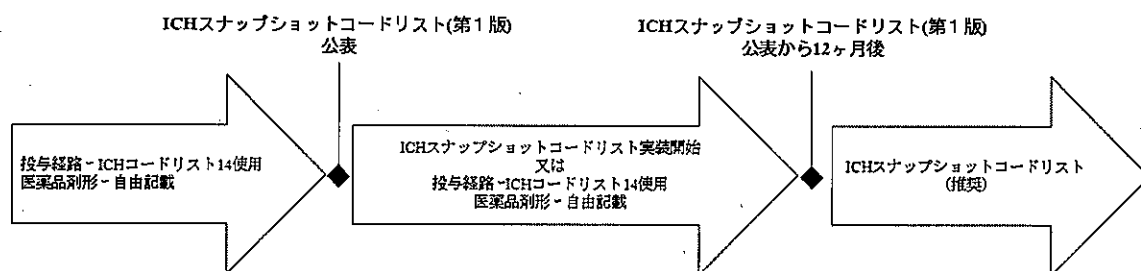 ICHスナップショットコードリスト(第１版)
公表
ICHスナップショットコードリスト(第１版)
公表から12ヶ月後
投与経路～ICHコードリスト14使用
医薬品剤形～自由記載
ICHスナップショットコードリスト実装開始
又は
投与経路～ICHコードリスト14使用
医薬品剤形～自由記載
ICHスナップショットコードリスト
(推奨)